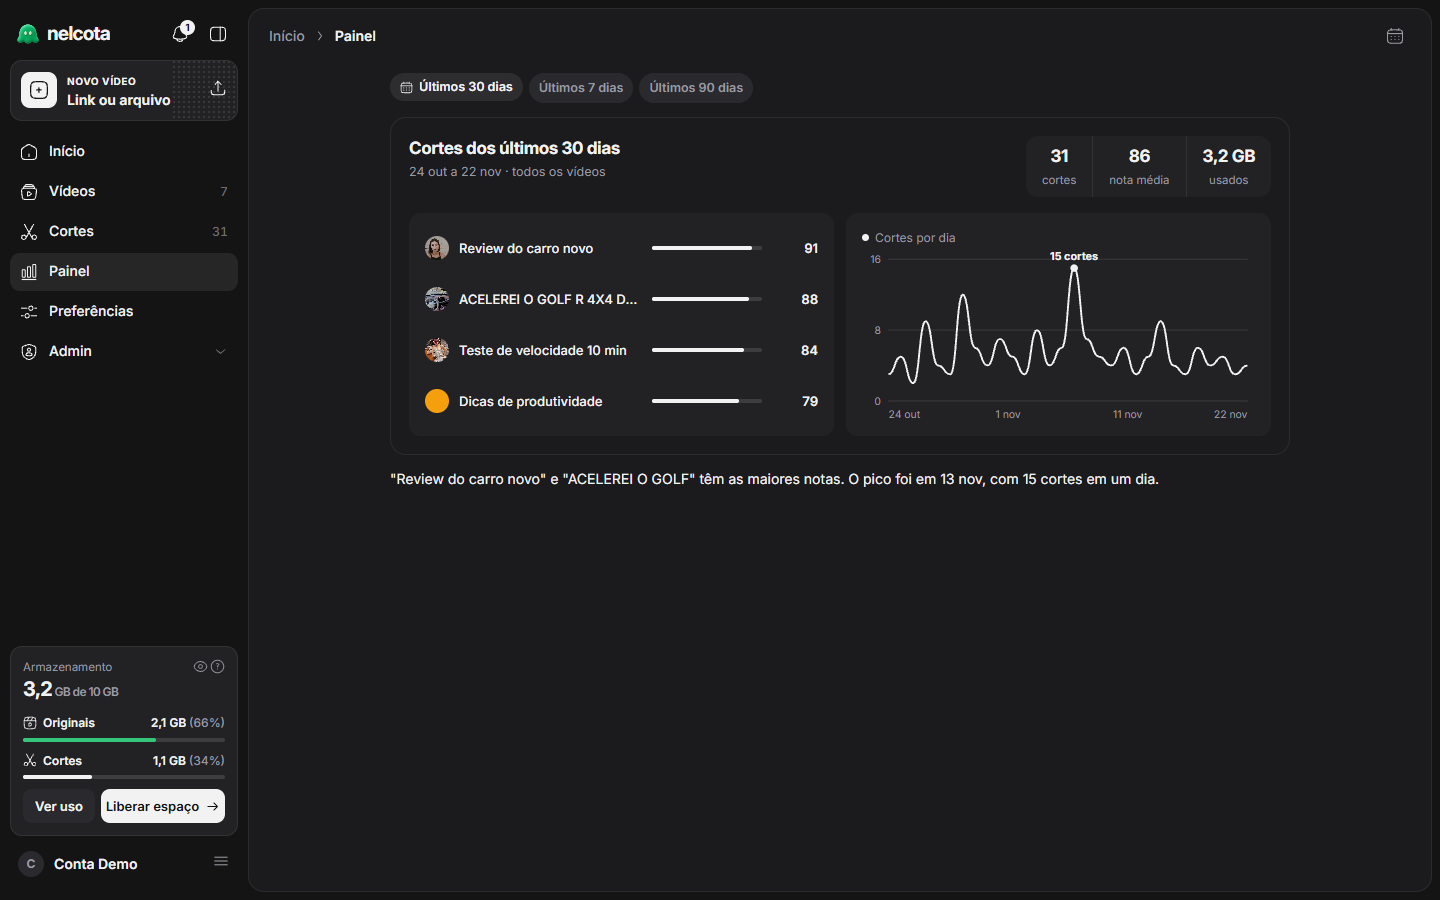 nelcota
1
NOVO VÍDEO
Link ou arquivo
Início
Vídeos 7
Cortes 31
Painel
Preferências
Admin
Armazenamento
3,2 GB de 10 GB
Originais 2,1 GB (66%)
Cortes 1,1 GB (34%)
Ver uso
Liberar espaço
C
Conta Demo
Início
Painel
Últimos 30 dias
Últimos 7 dias
Últimos 90 dias
Cortes dos últimos 30 dias
24 out a 22 nov · todos os vídeos
31
cortes
86
nota média
3,2 GB
usados
Review do carro novo 91
ACELEREI O GOLF R 4X4 D... 88
Teste de velocidade 10 min 84
Dicas de produtividade 79
Cortes por dia
15 cortes
16
8
0
24 out
1 nov
11 nov
22 nov
"Review do carro novo" e "ACELEREI O GOLF" têm as maiores notas. O pico foi em 13 nov, com 15 cortes em um dia.